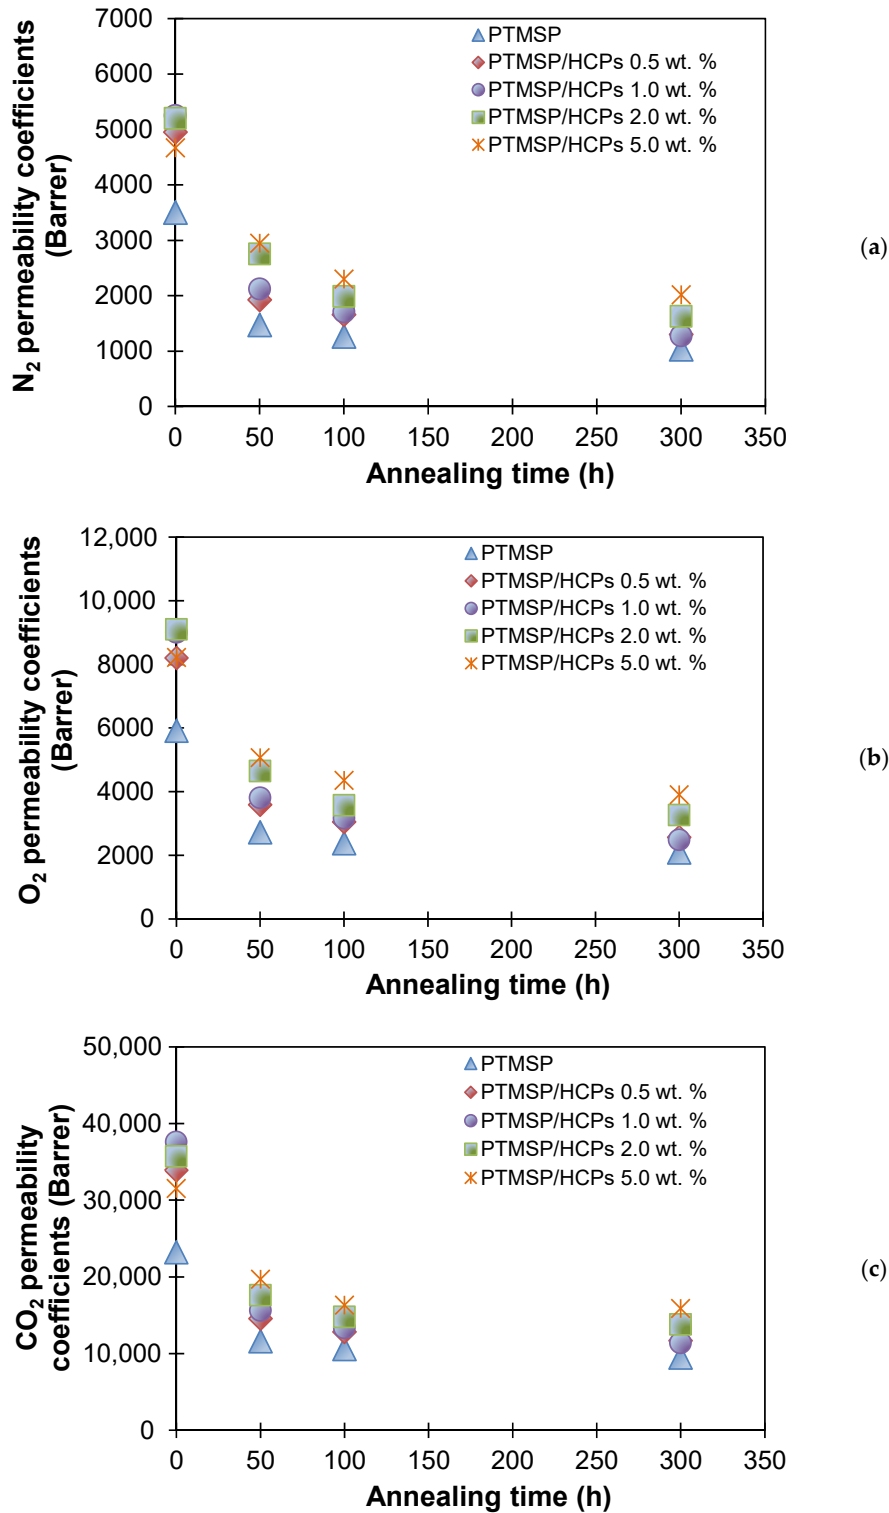 7000
6000
5000
4000
3000
2000
1000
0
N2 permeability coefficients
(Barrer)
PTMSP
PTMSP/HCPs 0.5 wt. %
PTMSP/HCPs 1.0 wt. %
PTMSP/HCPs 2.0 wt. %
PTMSP/HCPs 5.0 wt. %
0 50 100 150 200 250 300 350
Annealing time (h)
(a)
12,000
10,000
8000
6000
4000
2000
0
O2 permeability coefficients
(Barrer)
PTMSP
PTMSP/HCPs 0.5 wt. %
PTMSP/HCPs 1.0 wt. %
PTMSP/HCPs 2.0 wt. %
PTMSP/HCPs 5.0 wt. %
0 50 100 150 200 250 300 350
Annealing time (h)
(b)
50,000
40,000
30,000
20,000
10,000
0
CO2 permeability
coefficients (Barrer)
PTMSP
PTMSP/HCPs 0.5 wt. %
PTMSP/HCPs 1.0 wt. %
PTMSP/HCPs 2.0 wt. %
PTMSP/HCPs 5.0 wt. %
0 50 100 150 200 250 300 350
Annealing time (h)
(c)